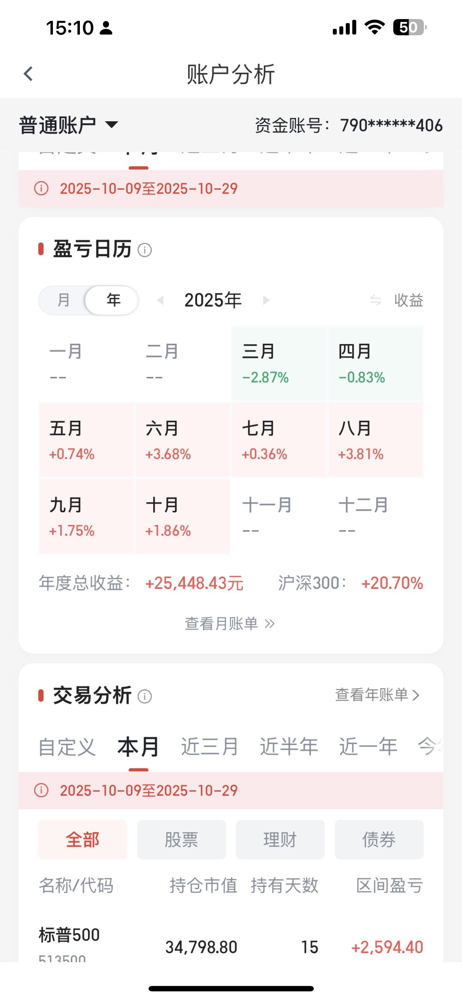 15:10
50
账户分析
普通账户
资金账号：790******406
2025-10-09至2025-10-29
盈亏日历
月 年 2025年 收益
一月 二月 三月 四月
-- -- -2.87% -0.83%
五月 六月 七月 八月
+0.74% +3.68% +0.36% +3.81%
九月 十月 十一月 十二月
+1.75% +1.86% -- --
年度总收益：+25,448.43元 沪深300：+20.70%
查看月账单
交易分析 查看年账单
自定义 本月 近三月 近半年 近一年 今
2025-10-09至2025-10-29
全部 股票 理财 债券
名称/代码 持仓市值 持有天数 区间盈亏
标普500 34,798.80 15 +2,594.40
513500